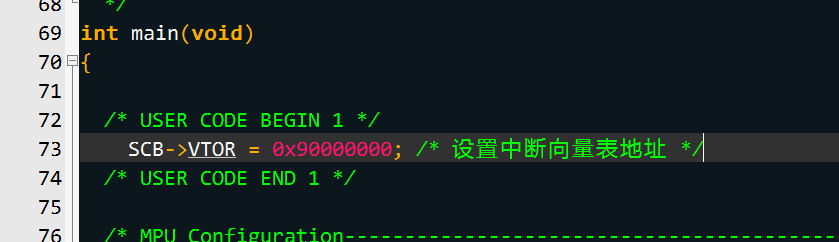 68 */
69 int main(void)
70 {
71
72 /* USER CODE BEGIN 1 */
73 SCB->VTOR = 0x90000000; /* 设置中断向量表地址 */
74 /* USER CODE END 1 */
75
76 /* MPU Configuration------------------------------------------